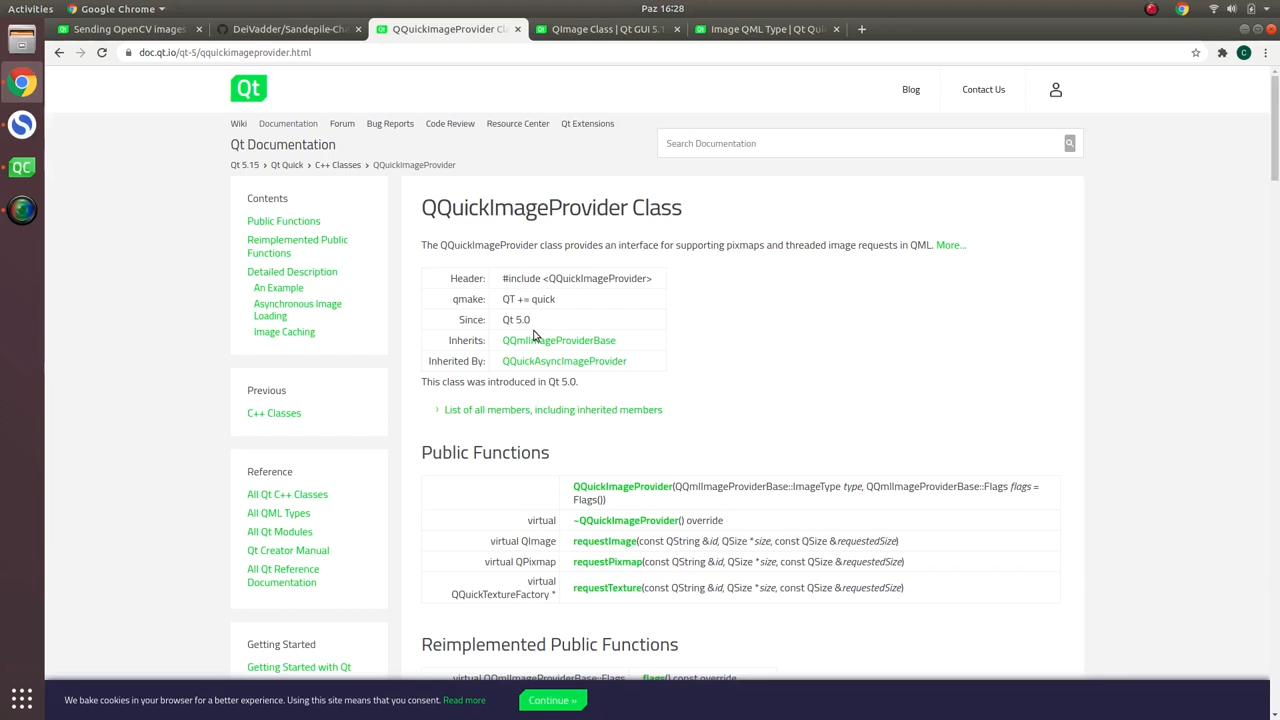 Activities
Google Chrome
Paz 16:28
Sending OpenCV images
DeiVadder/Sandepile-Cha
QQuickImageProvider Cl
QImage Class | Qt GUI 5.1
Image QML Type | Qt Qui
doc.qt.io/qt-5/qquickimageprovider.html
C
Qt
Blog
Contact Us
Wiki
Documentation
Forum
Bug Reports
Code Review
Resource Center
Qt Extensions
Qt Documentation
Search Documentation
Qt 5.15 › Qt Quick › C++ Classes › QQuickImageProvider
QC
Contents
Public Functions
Reimplemented Public
Functions
Detailed Description
An Example
Asynchronous Image
Loading
Image Caching
Previous
C++ Classes
Reference
All Qt C++ Classes
All QML Types
All Qt Modules
Qt Creator Manual
All Qt Reference
Documentation
Getting Started
Getting Started with Qt
QQuickImageProvider Class
The QQuickImageProvider class provides an interface for supporting pixmaps and threaded image requests in QML. More...
Header: #include <QQuickImageProvider>
qmake: QT += quick
Since: Qt 5.0
Inherits: QQmlImageProviderBase
Inherited By: QQuickAsyncImageProvider
This class was introduced in Qt 5.0.
› List of all members, including inherited members
Public Functions
QQuickImageProvider(QQmlImageProviderBase::ImageType type, QQmlImageProviderBase::Flags flags =
Flags())
virtual ~QQuickImageProvider() override
virtual QImage requestImage(const QString &id, QSize *size, const QSize &requestedSize)
virtual QPixmap requestPixmap(const QString &id, QSize *size, const QSize &requestedSize)
virtual
QQuickTextureFactory * requestTexture(const QString &id, QSize *size, const QSize &requestedSize)
Reimplemented Public Functions
virtual QQmlImageProviderBase::Flags flags() const override
We bake cookies in your browser for a better experience. Using this site means that you consent. Read more
Continue »